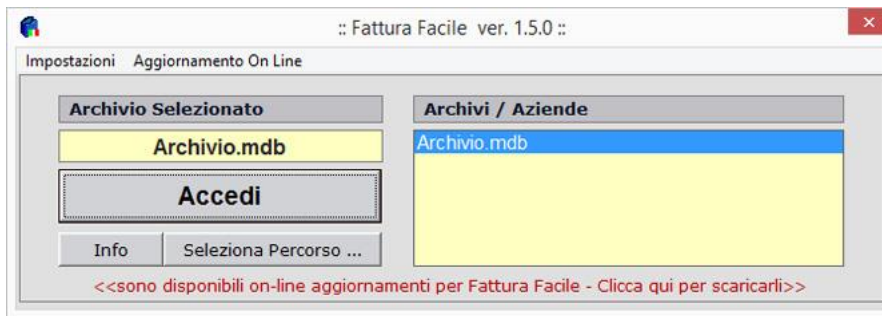 :: Fattura Facile ver. 1.5.0 ::
Impostazioni Aggiornamento On Line
Archivio Selezionato
Archivio.mdb
Accedi
Info
Seleziona Percorso ...
Archivi / Aziende
Archivio.mdb
<<sono disponibili on-line aggiornamenti per Fattura Facile - Clicca qui per scaricarli>>